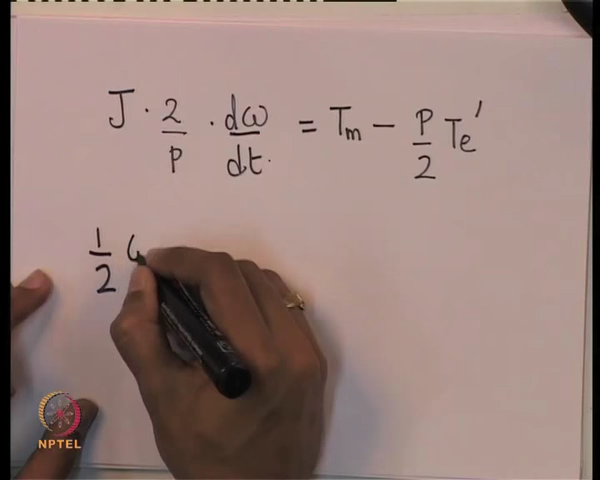 J · 2/P · dω/dt = Tm − P/2 Te'
1/2
NPTEL